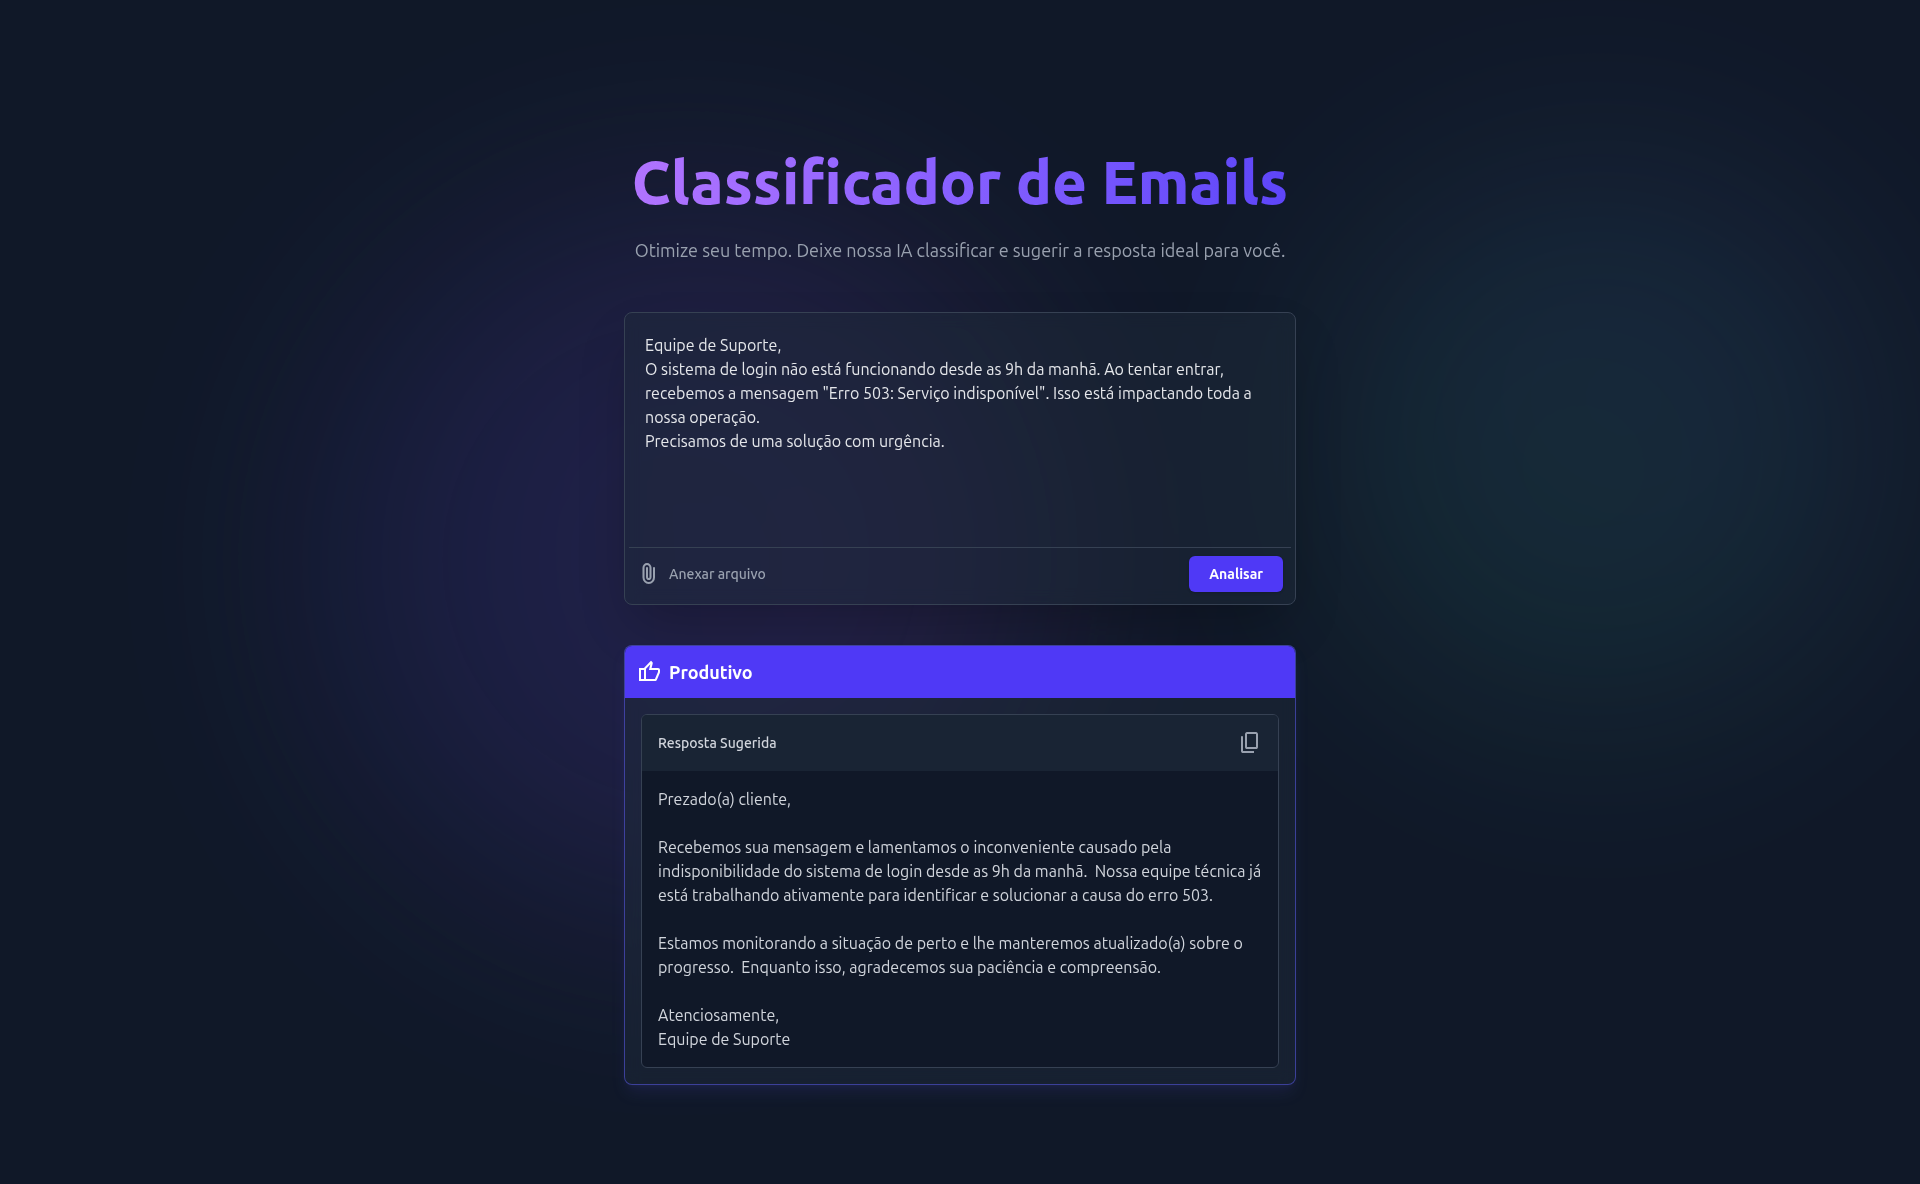 Classificador de Emails
Otimize seu tempo. Deixe nossa IA classificar e sugerir a resposta ideal para você.
Equipe de Suporte,
O sistema de login não está funcionando desde as 9h da manhã. Ao tentar entrar,
recebemos a mensagem "Erro 503: Serviço indisponível". Isso está impactando toda a
nossa operação.
Precisamos de uma solução com urgência.
Anexar arquivo
Analisar
Produtivo
Resposta Sugerida
Prezado(a) cliente,
Recebemos sua mensagem e lamentamos o inconveniente causado pela
indisponibilidade do sistema de login desde as 9h da manhã.  Nossa equipe técnica já
está trabalhando ativamente para identificar e solucionar a causa do erro 503.
Estamos monitorando a situação de perto e lhe manteremos atualizado(a) sobre o
progresso.  Enquanto isso, agradecemos sua paciência e compreensão.
Atenciosamente,
Equipe de Suporte